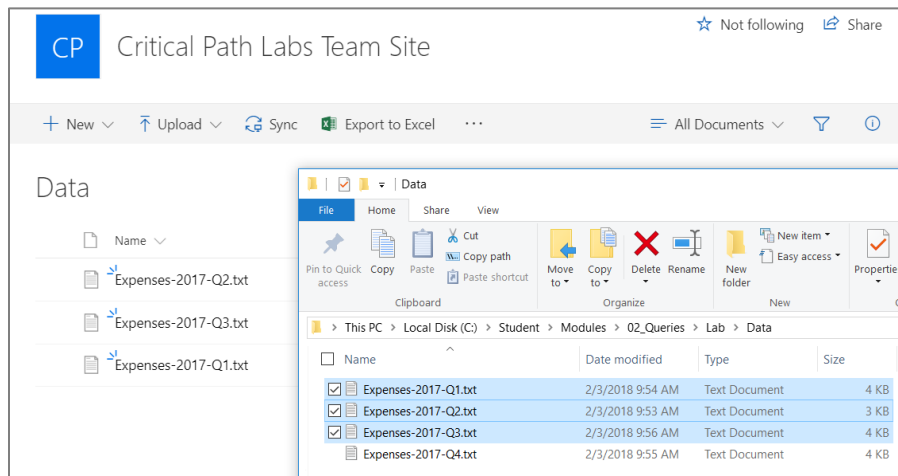 Not following Share
CP Critical Path Labs Team Site
New Upload Sync Export to Excel ... All Documents
Data
Name
Expenses-2017-Q2.txt
Expenses-2017-Q3.txt
Expenses-2017-Q1.txt
Data
File Home Share View
Pin to Quick access
Copy
Paste
Cut
Copy path
Paste shortcut
Move to
Copy to
Delete
Rename
New folder
New item
Easy access
Properties
Clipboard Organize New
This PC > Local Disk (C:) > Student > Modules > 02_Queries > Lab > Data
Name Date modified Type Size
Expenses-2017-Q1.txt 2/3/2018 9:54 AM Text Document 4 KB
Expenses-2017-Q2.txt 2/3/2018 9:53 AM Text Document 3 KB
Expenses-2017-Q3.txt 2/3/2018 9:56 AM Text Document 4 KB
Expenses-2017-Q4.txt 2/3/2018 9:55 AM Text Document 4 KB